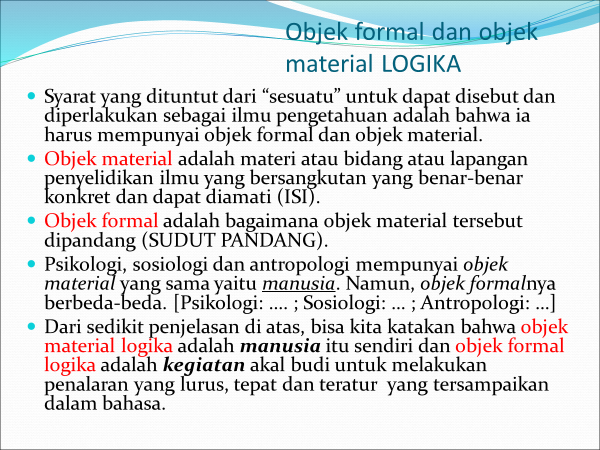 Objek formal dan objek
material LOGIKA
• Syarat yang dituntut dari “sesuatu” untuk dapat disebut dan
diperlakukan sebagai ilmu pengetahuan adalah bahwa ia
harus mempunyai objek formal dan objek material.
• Objek material adalah materi atau bidang atau lapangan
penyelidikan ilmu yang bersangkutan yang benar-benar
konkret dan dapat diamati (ISI).
• Objek formal adalah bagaimana objek material tersebut
dipandang (SUDUT PANDANG).
• Psikologi, sosiologi dan antropologi mempunyai objek
material yang sama yaitu manusia. Namun, objek formalnya
berbeda-beda. [Psikologi: .... ; Sosiologi: ... ; Antropologi: ...]
• Dari sedikit penjelasan di atas, bisa kita katakan bahwa objek
material logika adalah manusia itu sendiri dan objek formal
logika adalah kegiatan akal budi untuk melakukan
penalaran yang lurus, tepat dan teratur yang tersampaikan
dalam bahasa.